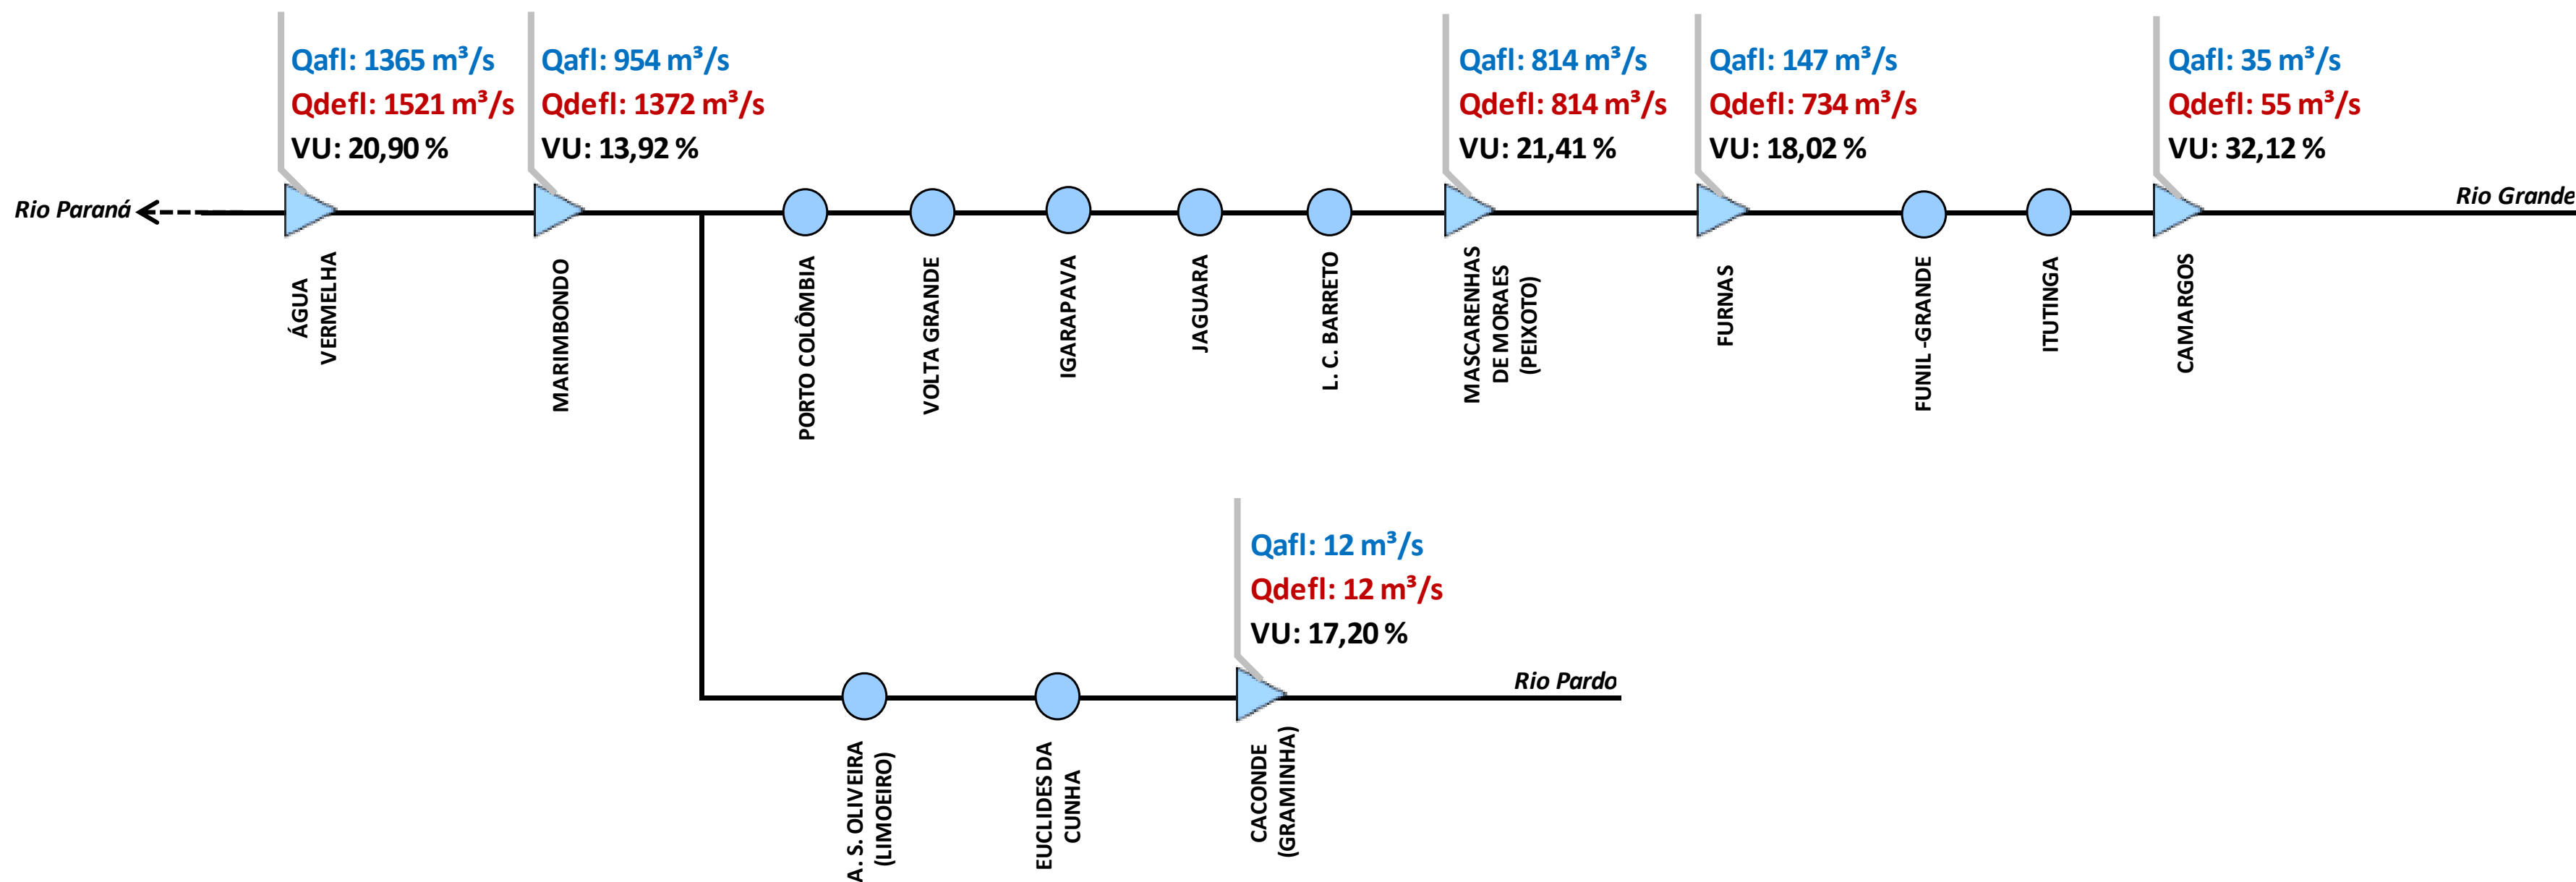 Qafl: 1365 m³/s
Qdefl: 1521 m³/s
VU: 20,90 %
Qafl: 954 m³/s
Qdefl: 1372 m³/s
VU: 13,92 %
Qafl: 814 m³/s
Qdefl: 814 m³/s
VU: 21,41 %
Qafl: 147 m³/s
Qdefl: 734 m³/s
VU: 18,02 %
Qafl: 35 m³/s
Qdefl: 55 m³/s
VU: 32,12 %
Rio Paraná
Rio Grande
ÁGUA
VERMELHA
MARIMBONDO
PORTO COLÔMBIA
VOLTA GRANDE
IGARAPAVA
JAGUARA
L. C. BARRETO
MASCARENHAS
DE MORAES
(PEIXOTO)
FURNAS
FUNIL -GRANDE
ITUTINGA
CAMARGOS
Qafl: 12 m³/s
Qdefl: 12 m³/s
VU: 17,20 %
Rio Pardo
A. S. OLIVEIRA
(LIMOEIRO)
EUCLIDES DA
CUNHA
CACONDE
(GRAMINHA)